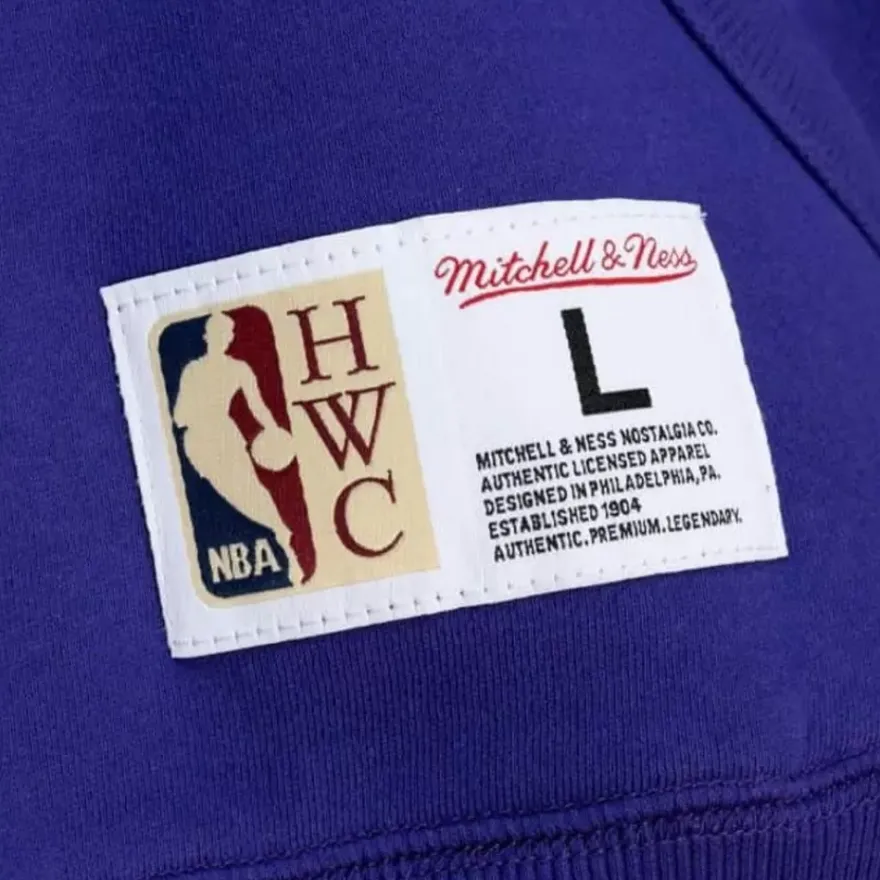 NBA
H
W
C
Mitchell & Ness
L
MITCHELL & NESS NOSTALGIA CO.
AUTHENTIC LICENSED APPAREL
DESIGNED IN PHILADELPHIA, PA.
ESTABLISHED 1904
AUTHENTIC. PREMIUM. LEGENDARY.